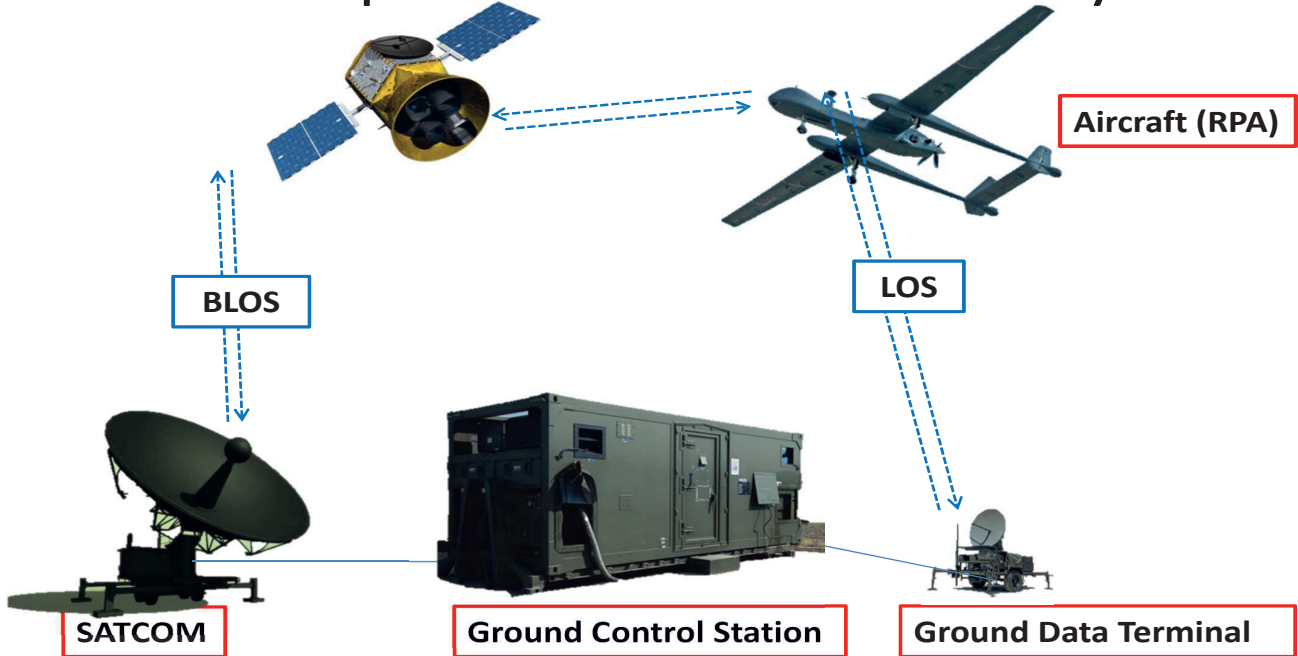 Aircraft (RPA)
BLOS
LOS
SATCOM
Ground Control Station
Ground Data Terminal